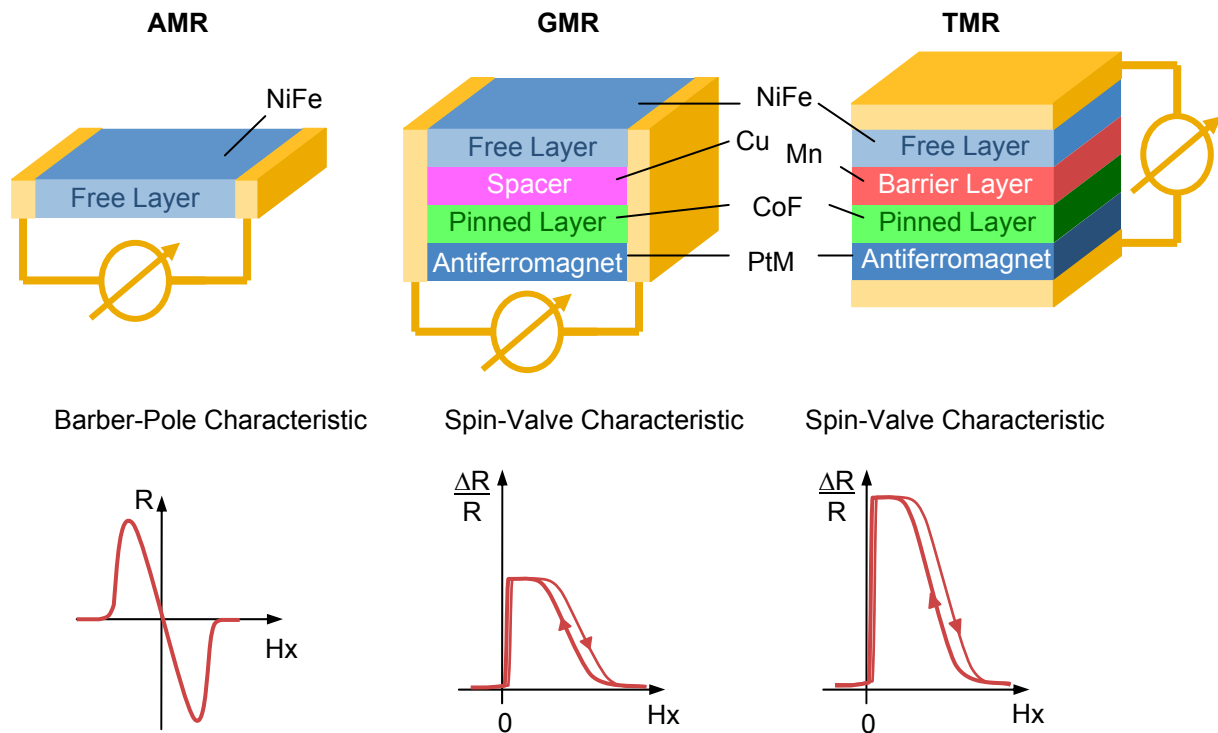 AMR
GMR
TMR
NiFe
NiFe
Cu
Mn
CoF
PtM
Free Layer
Free Layer
Spacer
Pinned Layer
Antiferromagnet
Free Layer
Barrier Layer
Pinned Layer
Antiferromagnet
Barber-Pole Characteristic
Spin-Valve Characteristic
Spin-Valve Characteristic
R
Hx
ΔR
R
0
Hx
ΔR
R
0
Hx